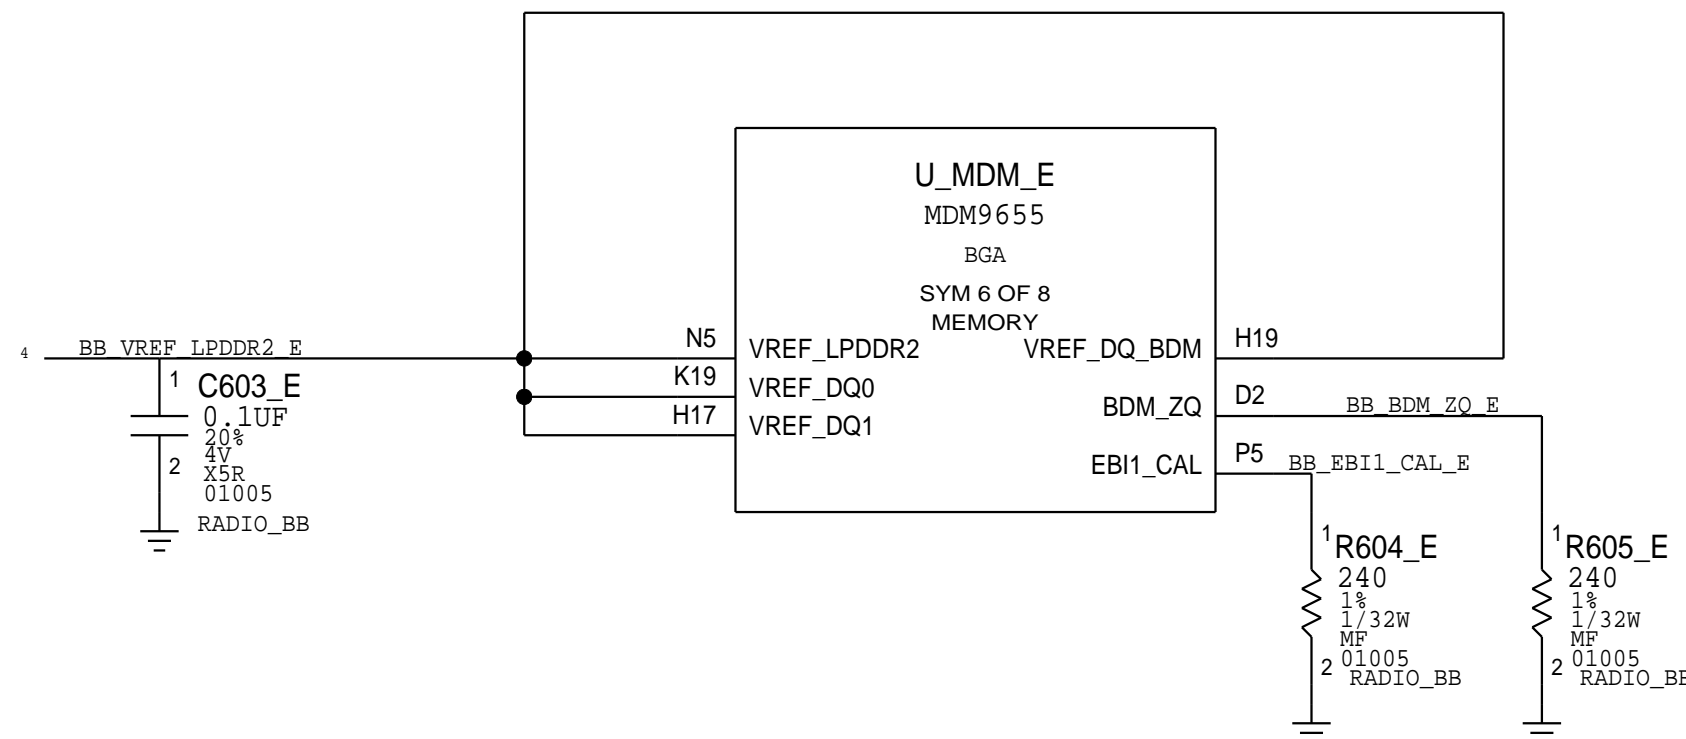 U_MDM_E
MDM9655
BGA
SYM 6 OF 8
MEMORY
4
BB_VREF_LPDDR2_E
N5
K19
H17
VREF_LPDDR2
VREF_DQ0
VREF_DQ1
VREF_DQ_BDM
BDM_ZQ
EBI1_CAL
H19
D2
P5
BB_BDM_ZQ_E
BB_EBI1_CAL_E
1
C603_E
0.1UF
20%
4V
2
X5R
01005
RADIO_BB
1
R604_E
240
1%
1/32W
MF
2
01005
RADIO_BB
1
R605_E
240
1%
1/32W
MF
2
01005
RADIO_BB